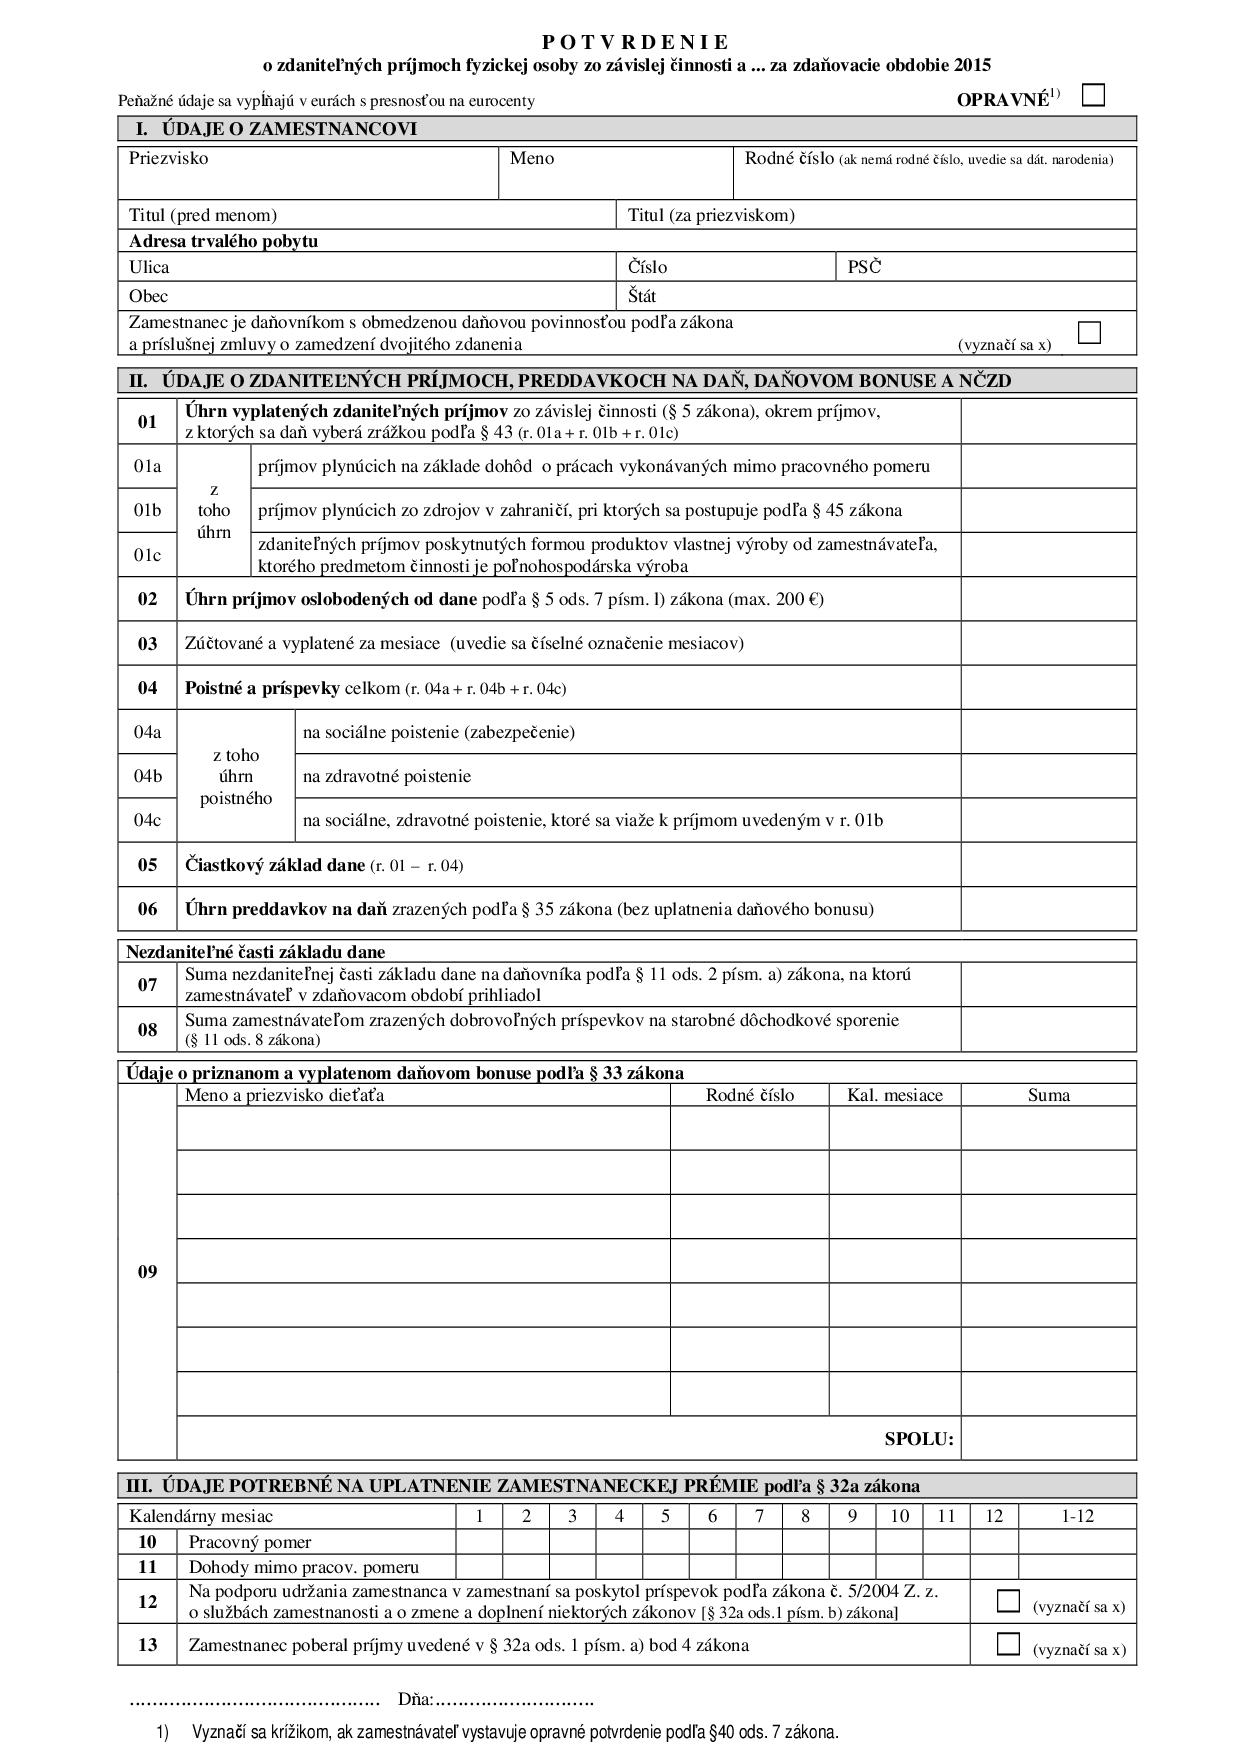 P O T V R D E N I E
o zdaniteľných príjmoch fyzickej osoby zo závislej činnosti a ... za zdaňovacie obdobie 2015
Peňažné údaje sa vypĺňajú v eurách s presnosťou na eurocenty
OPRAVNÉ1)
I. ÚDAJE O ZAMESTNANCOVI
Priezvisko Meno Rodné číslo (ak nemá rodné číslo, uvedie sa dát. narodenia)
Titul (pred menom) Titul (za priezviskom)
Adresa trvalého pobytu
Ulica Číslo PSČ
Obec Štát
Zamestnanec je daňovníkom s obmedzenou daňovou povinnosťou podľa zákona
a príslušnej zmluvy o zamedzení dvojitého zdanenia (vyznačí sa x)
II. ÚDAJE O ZDANITEĽNÝCH PRÍJMOCH, PREDDAVKOCH NA DAŇ, DAŇOVOM BONUSE A NČZD
01 Úhrn vyplatených zdaniteľných príjmov zo závislej činnosti (§ 5 zákona), okrem príjmov,
z ktorých sa daň vyberá zrážkou podľa § 43 (r. 01a + r. 01b + r. 01c)
z
toho
úhrn
01a príjmov plynúcich na základe dohôd o prácach vykonávaných mimo pracovného pomeru
01b príjmov plynúcich zo zdrojov v zahraničí, pri ktorých sa postupuje podľa § 45 zákona
01c zdaniteľných príjmov poskytnutých formou produktov vlastnej výroby od zamestnávateľa,
ktorého predmetom činnosti je poľnohospodárska výroba
02 Úhrn príjmov oslobodených od dane podľa § 5 ods. 7 písm. l) zákona (max. 200 €)
03 Zúčtované a vyplatené za mesiace (uvedie sa číselné označenie mesiacov)
04 Poistné a príspevky celkom (r. 04a + r. 04b + r. 04c)
z toho
úhrn
poistného
04a na sociálne poistenie (zabezpečenie)
04b na zdravotné poistenie
04c na sociálne, zdravotné poistenie, ktoré sa viaže k príjmom uvedeným v r. 01b
05 Čiastkový základ dane (r. 01 – r. 04)
06 Úhrn preddavkov na daň zrazených podľa § 35 zákona (bez uplatnenia daňového bonusu)
Nezdaniteľné časti základu dane
07 Suma nezdaniteľnej časti základu dane na daňovníka podľa § 11 ods. 2 písm. a) zákona, na ktorú
zamestnávateľ v zdaňovacom období prihliadol
08 Suma zamestnávateľom zrazených dobrovoľných príspevkov na starobné dôchodkové sporenie
(§ 11 ods. 8 zákona)
Údaje o priznanom a vyplatenom daňovom bonuse podľa § 33 zákona
Meno a priezvisko dieťaťa Rodné číslo Kal. mesiace Suma
09
SPOLU:
III. ÚDAJE POTREBNÉ NA UPLATNENIE ZAMESTNANECKEJ PRÉMIE podľa § 32a zákona
Kalendárny mesiac 1 2 3 4 5 6 7 8 9 10 11 12 1-12
10 Pracovný pomer
11 Dohody mimo pracov. pomeru
12 Na podporu udržania zamestnanca v zamestnaní sa poskytol príspevok podľa zákona č. 5/2004 Z. z.
o službách zamestnanosti a o zmene a doplnení niektorých zákonov [§ 32a ods.1 písm. b) zákona] (vyznačí sa x)
13 Zamestnanec poberal príjmy uvedené v § 32a ods. 1 písm. a) bod 4 zákona (vyznačí sa x)
............................................ Dňa:............................
1) Vyznačí sa krížikom, ak zamestnávateľ vystavuje opravné potvrdenie podľa §40 ods. 7 zákona.